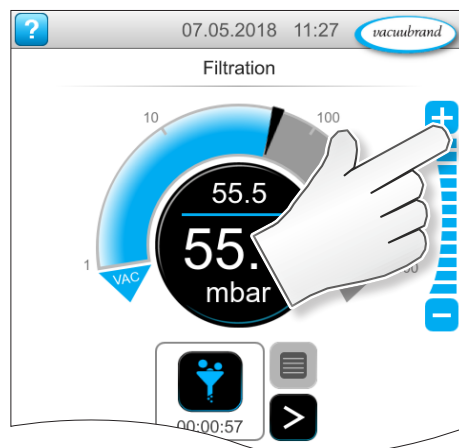 ?
07.05.2018 11:27
vacuubrand
Filtration
10
100
+
1
VAC
55.5
55.
mbar
−
00:00:57
>